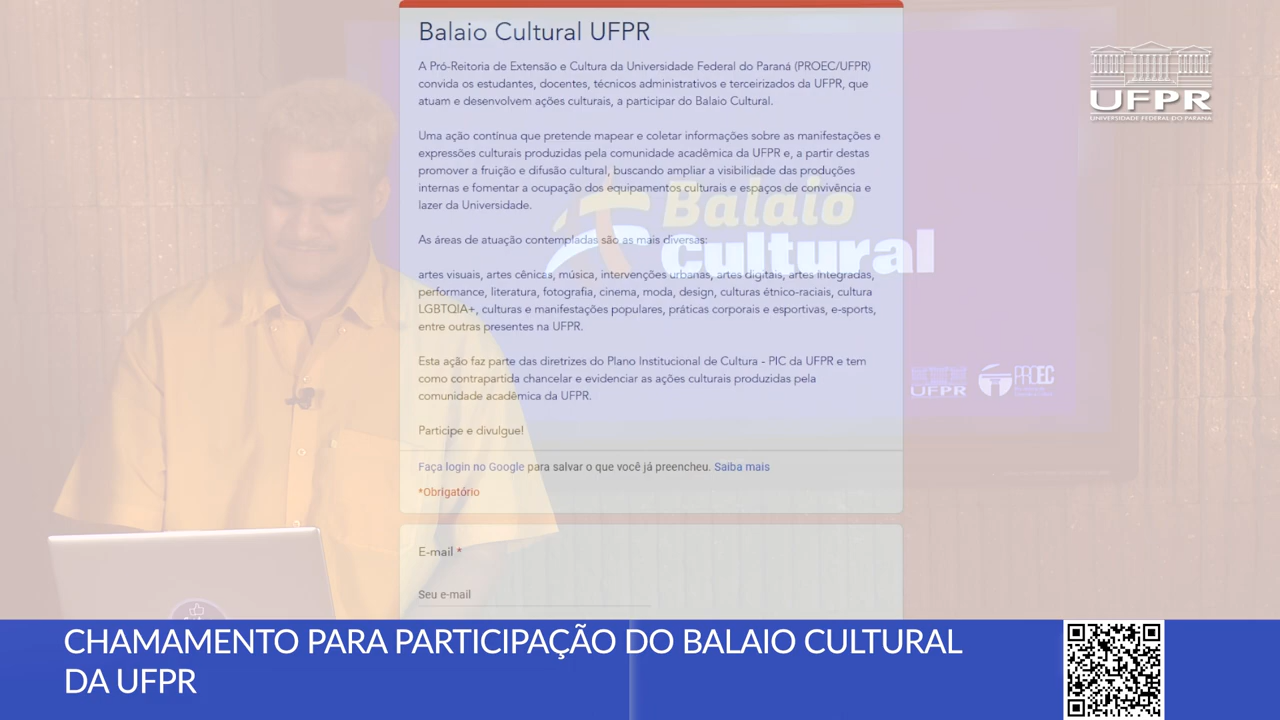 Balaio Cultural UFPR
A Pró-Reitoria de Extensão e Cultura da Universidade Federal do Paraná (PROEC/UFPR)
convida os estudantes, docentes, técnicos administrativos e terceirizados da UFPR, que
atuam e desenvolvem ações culturais, a participar do Balaio Cultural.
Uma ação contínua que pretende mapear e coletar informações sobre as manifestações e
expressões culturais produzidas pela comunidade acadêmica da UFPR e, a partir destas
promover a fruição e difusão cultural, buscando ampliar a visibilidade das produções
internas e fomentar a ocupação dos equipamentos culturais e espaços de convivência e
lazer da Universidade.
As áreas de atuação contempladas são as mais diversas:
artes visuais, artes cênicas, música, intervenções urbanas, artes digitais, artes integradas,
performance, literatura, fotografia, cinema, moda, design, culturas étnico-raciais, cultura
LGBTQIA+, culturas e manifestações populares, práticas corporais e esportivas, e-sports,
entre outras presentes na UFPR.
Esta ação faz parte das diretrizes do Plano Institucional de Cultura - PIC da UFPR e tem
como contrapartida chancelar e evidenciar as ações culturais produzidas pela
comunidade acadêmica da UFPR.
Participe e divulgue!
Faça login no Google para salvar o que você já preencheu. Saiba mais
*Obrigatório
E-mail *
Seu e-mail
Balaio
Cultural
UFPR
PROEC
UFPR
UNIVERSIDADE FEDERAL DO PARANÁ
CHAMAMENTO PARA PARTICIPAÇÃO DO BALAIO CULTURAL
DA UFPR